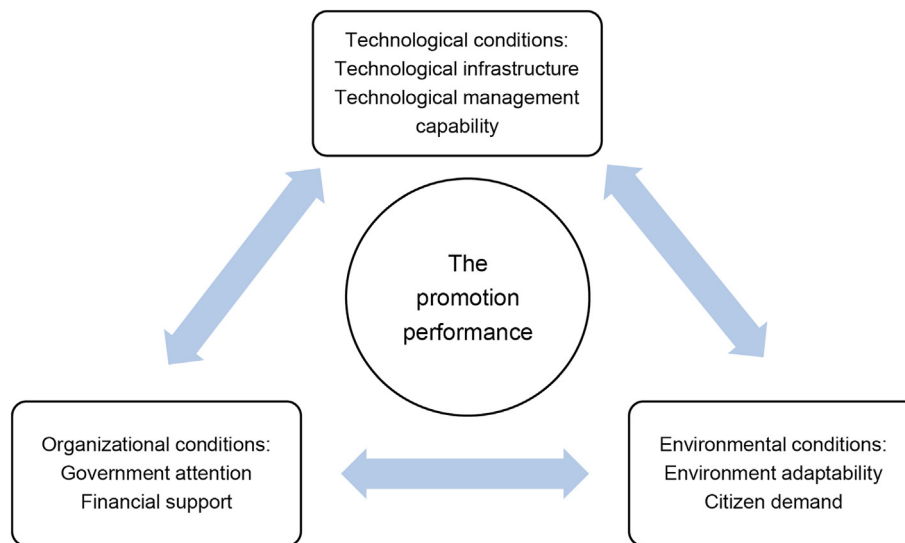 Technological conditions:
Technological infrastructure
Technological management
capability
The
promotion
performance
Organizational conditions:
Government attention
Financial support
Environmental conditions:
Environment adaptability
Citizen demand